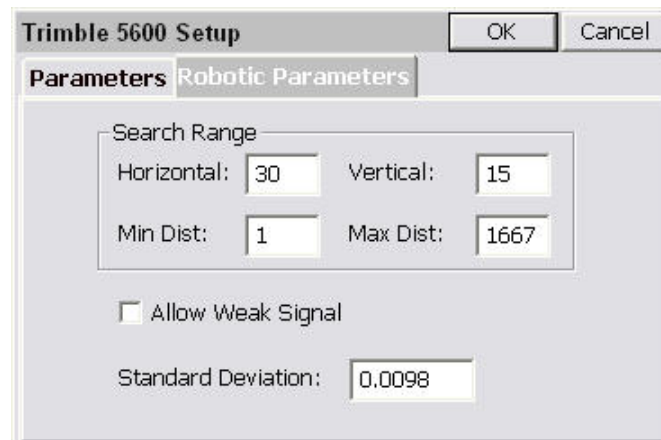 Trimble 5600 Setup OK Cancel
Parameters Robotic Parameters
Search Range
Horizontal: 30 Vertical: 15
Min Dist: 1 Max Dist: 1667
Allow Weak Signal
Standard Deviation: 0.0098